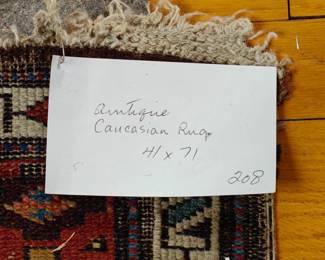 Antique
Caucasian Rug
41 x 71
208